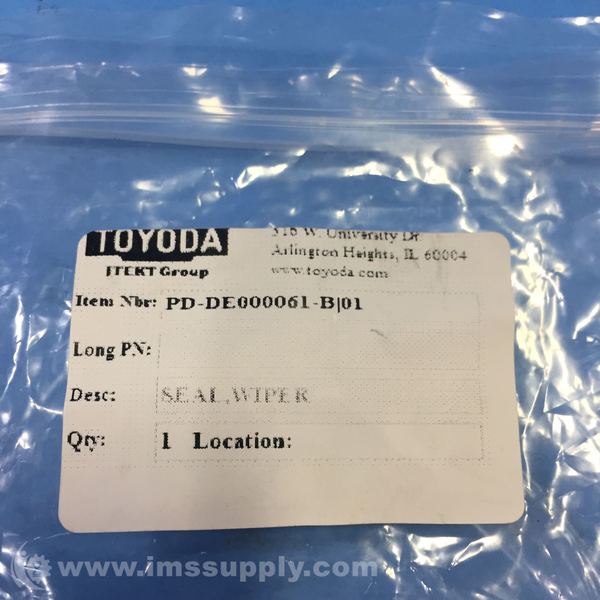 TOYODA
JTEKT Group
316 W. University Dr.
Arlington Heights, IL 60004
www.toyoda.com
Item Nbr: PD-DE000061-B|01
Long PN:
Desc: SEAL,WIPER
Qty: 1 Location:
www.imssupply.com